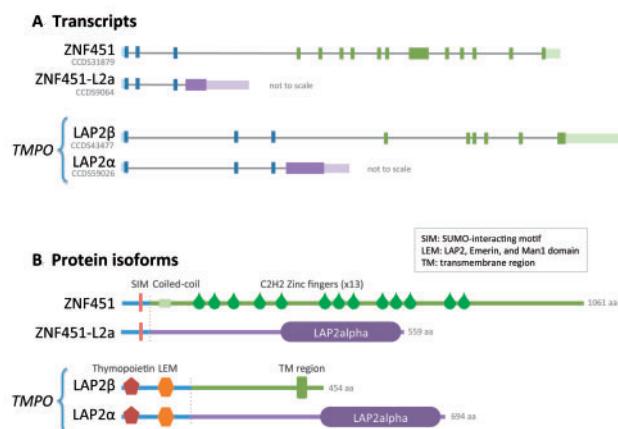 A Transcripts
ZNF451
CCDS31879
ZNF451-L2a
CCDS9064
not to scale
TMPO
LAP2β
CCDS43477
LAP2α
CCDS59026
not to scale
SIM: SUMO-interacting motif
LEM: LAP2, Emerin, and Man1 domain
TM: transmembrane region
B Protein isoforms
SIM Coiled-coil C2H2 Zinc fingers (x13)
ZNF451 1061 aa
ZNF451-L2a LAP2alpha 559 aa
Thymopoietin LEM TM region
TMPO
LAP2β 454 aa
LAP2α LAP2alpha 694 aa